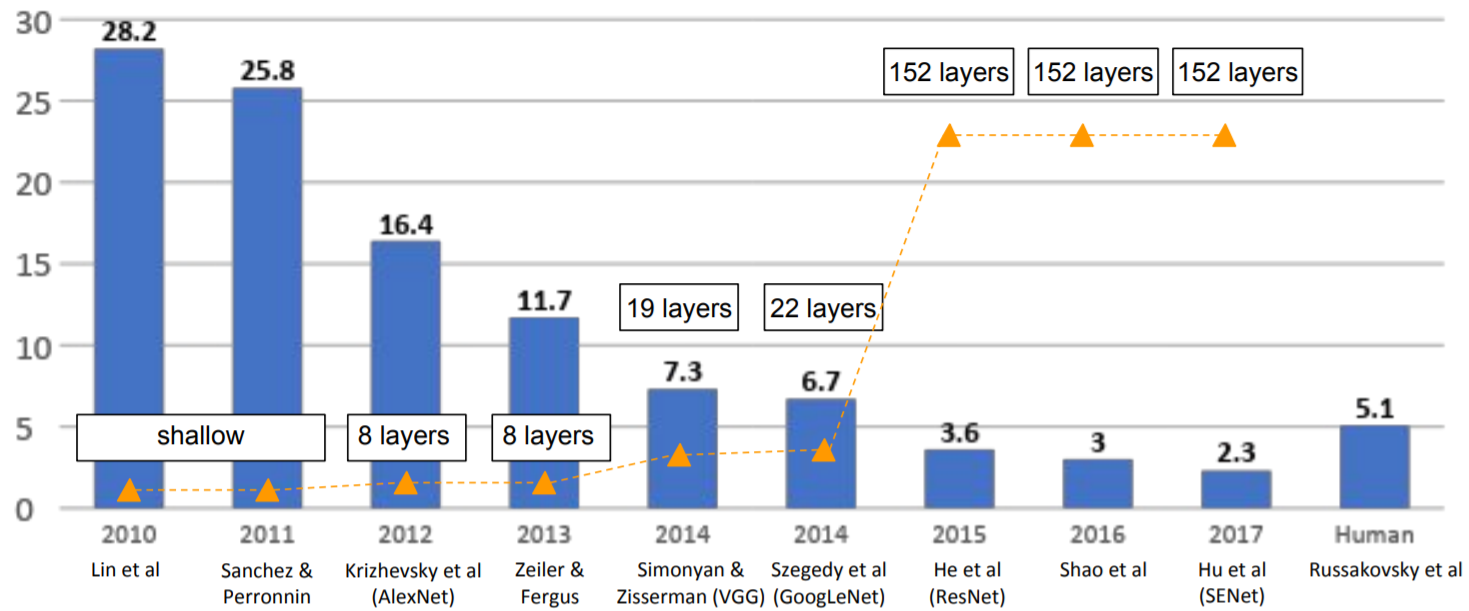 30
28.2
25.8
152 layers 152 layers 152 layers
25
20
16.4
15
11.7
19 layers 22 layers
10
7.3
6.7
5
shallow 8 layers 8 layers
5.1
3.6
3
2.3
0
2010 2011 2012 2013 2014 2014 2015 2016 2017 Human
Lin et al Sanchez & Krizhevsky et al Zeiler & Simonyan & Szegedy et al He et al Shao et al Hu et al Russakovsky et al
Perronnin (AlexNet) Fergus Zisserman (VGG) (GoogLeNet) (ResNet) (SENet)